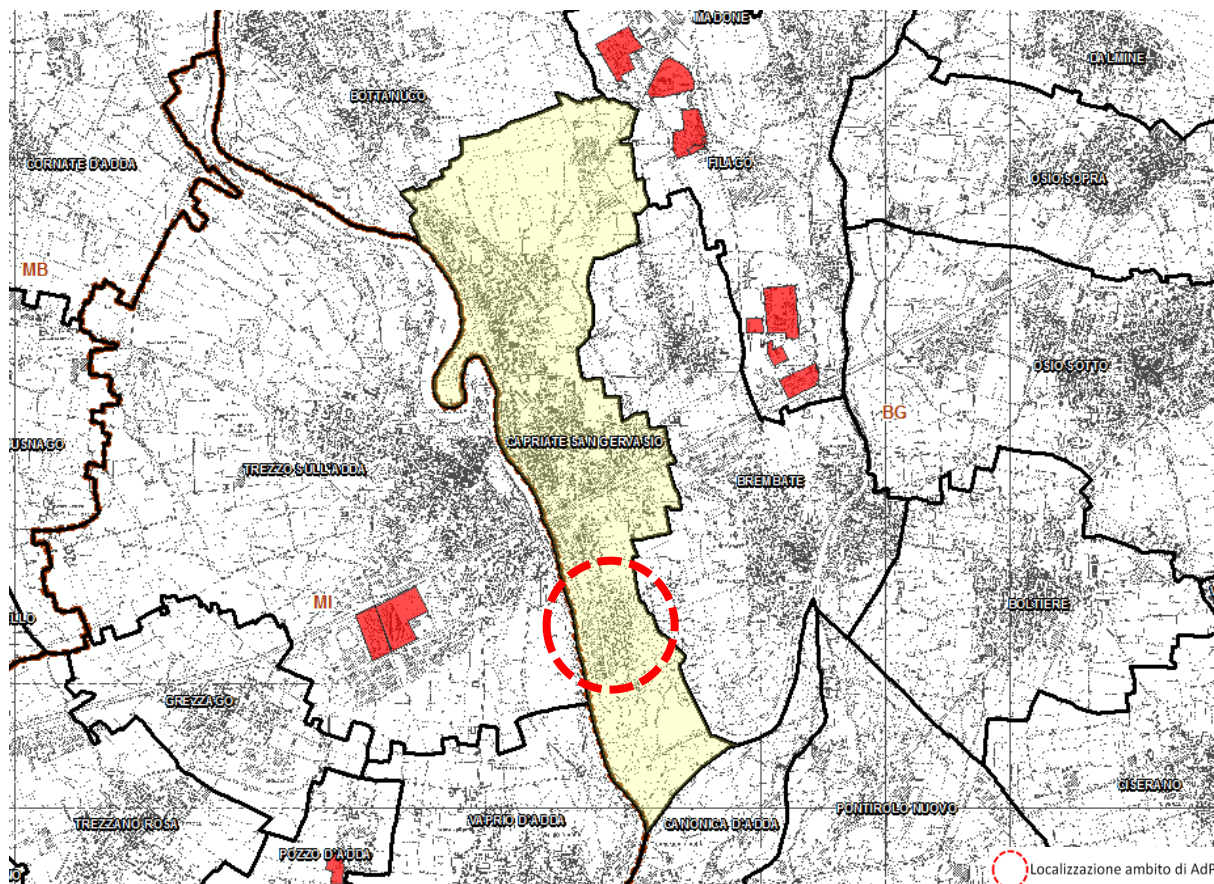 MADONE
DALMINE
BOTTANUCO
CORNATE D'ADDA
FILAGO
OSIO SOPRA
MB
OSIO SOTTO
BG
USNAGO
CAPRIATE SAN GERVASIO
TREZZO SULL'ADDA
BREMBATE
MI
BOLTIERE
LLO
GREZZAGO
CISERANO
PONTIROLO NUOVO
TREZZANO ROSA
VAPRIO D'ADDA
CANONICA D'ADDA
POZZO D'ADDA
Localizzazione ambito di AdP